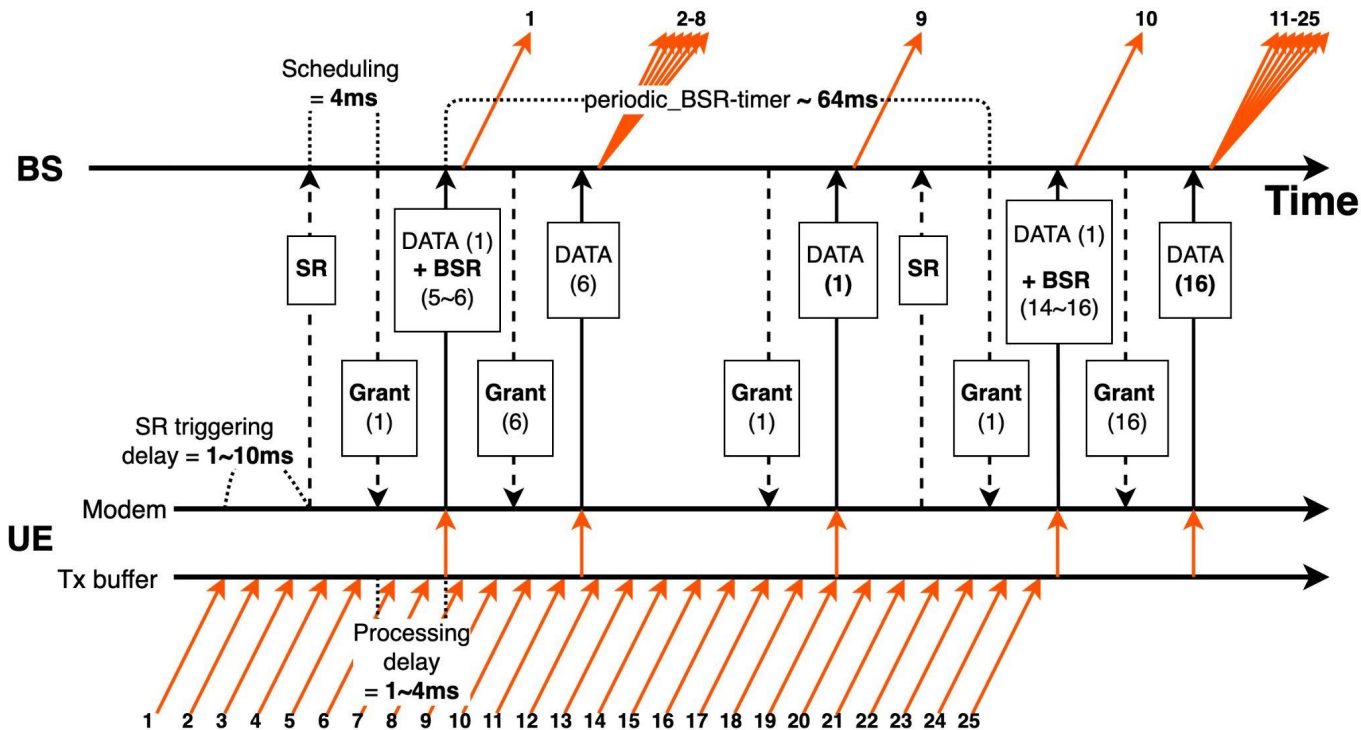 1
2-8
9
10
11-25
Scheduling
= 4ms
periodic_BSR-timer ~ 64ms
BS
Time
SR
DATA (1)
+ BSR
(5~6)
DATA
(6)
DATA
(1)
SR
DATA (1)
+ BSR
(14~16)
DATA
(16)
Grant
(1)
Grant
(6)
Grant
(1)
Grant
(1)
Grant
(16)
SR triggering
delay = 1~10ms
Modem
UE
Tx buffer
Processing
delay
= 1~4ms
1 2 3 4 5 6 7 8 9 10 11 12 13 14 15 16 17 18 19 20 21 22 23 24 25